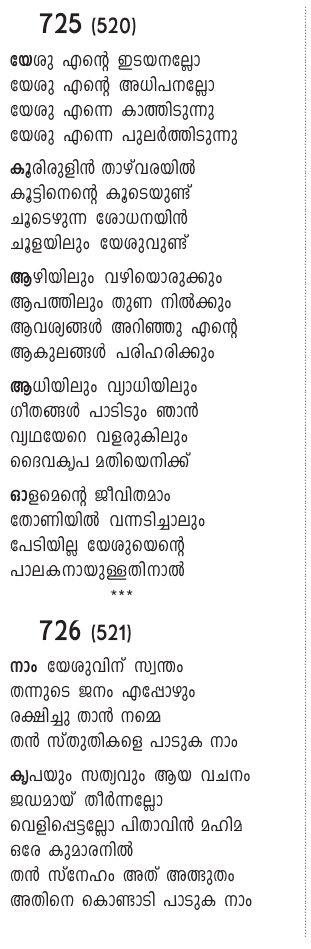 725 (520)
യേശു എന്റെ ഇടയനല്ലോ
യേശു എന്റെ അധിപനല്ലോ
യേശു എന്നെ കാത്തിടുന്നു
യേശു എന്നെ പുലർത്തിടുന്നു
കൂരിരുളിൻ താഴ്‌വരയിൽ
കൂട്ടിനെന്റെ കൂടെയുണ്ട്
ചൂടെഴുന്ന ശോധനയിൻ
ചൂളയിലും യേശുവുണ്ട്
ആഴിയിലും വഴിയൊരുക്കും
ആപത്തിലും തുണ നിൽക്കും
ആവശ്യങ്ങൾ അറിഞ്ഞു എന്റെ
ആകുലങ്ങൾ പരിഹരിക്കും
ആധിയിലും വ്യാധിയിലും
ഗീതങ്ങൾ പാടിടും ഞാൻ
വ്യഥയേറെ വളരുകിലും
ദൈവകൃപ മതിയെനിക്ക്
ഓളമെന്റെ ജീവിതമാം
തോണിയിൽ വന്നടിച്ചാലും
പേടിയില്ല യേശുയെന്റെ
പാലകനായുള്ളതിനാൽ
***
726 (521)
നാം യേശുവിന് സ്വന്തം
തന്നുടെ ജനം എപ്പോഴും
രക്ഷിച്ചു താൻ നമ്മെ
തൻ സ്തുതികളെ പാടുക നാം
കൃപയും സത്യവും ആയ വചനം
ജഡമായ് തീർന്നല്ലോ
വെളിപ്പെട്ടല്ലോ പിതാവിൻ മഹിമ
ഒരേ കുമാരനിൽ
തൻ സ്നേഹം അത് അത്ഭുതം
അതിനെ കൊണ്ടാടി പാടുക നാം